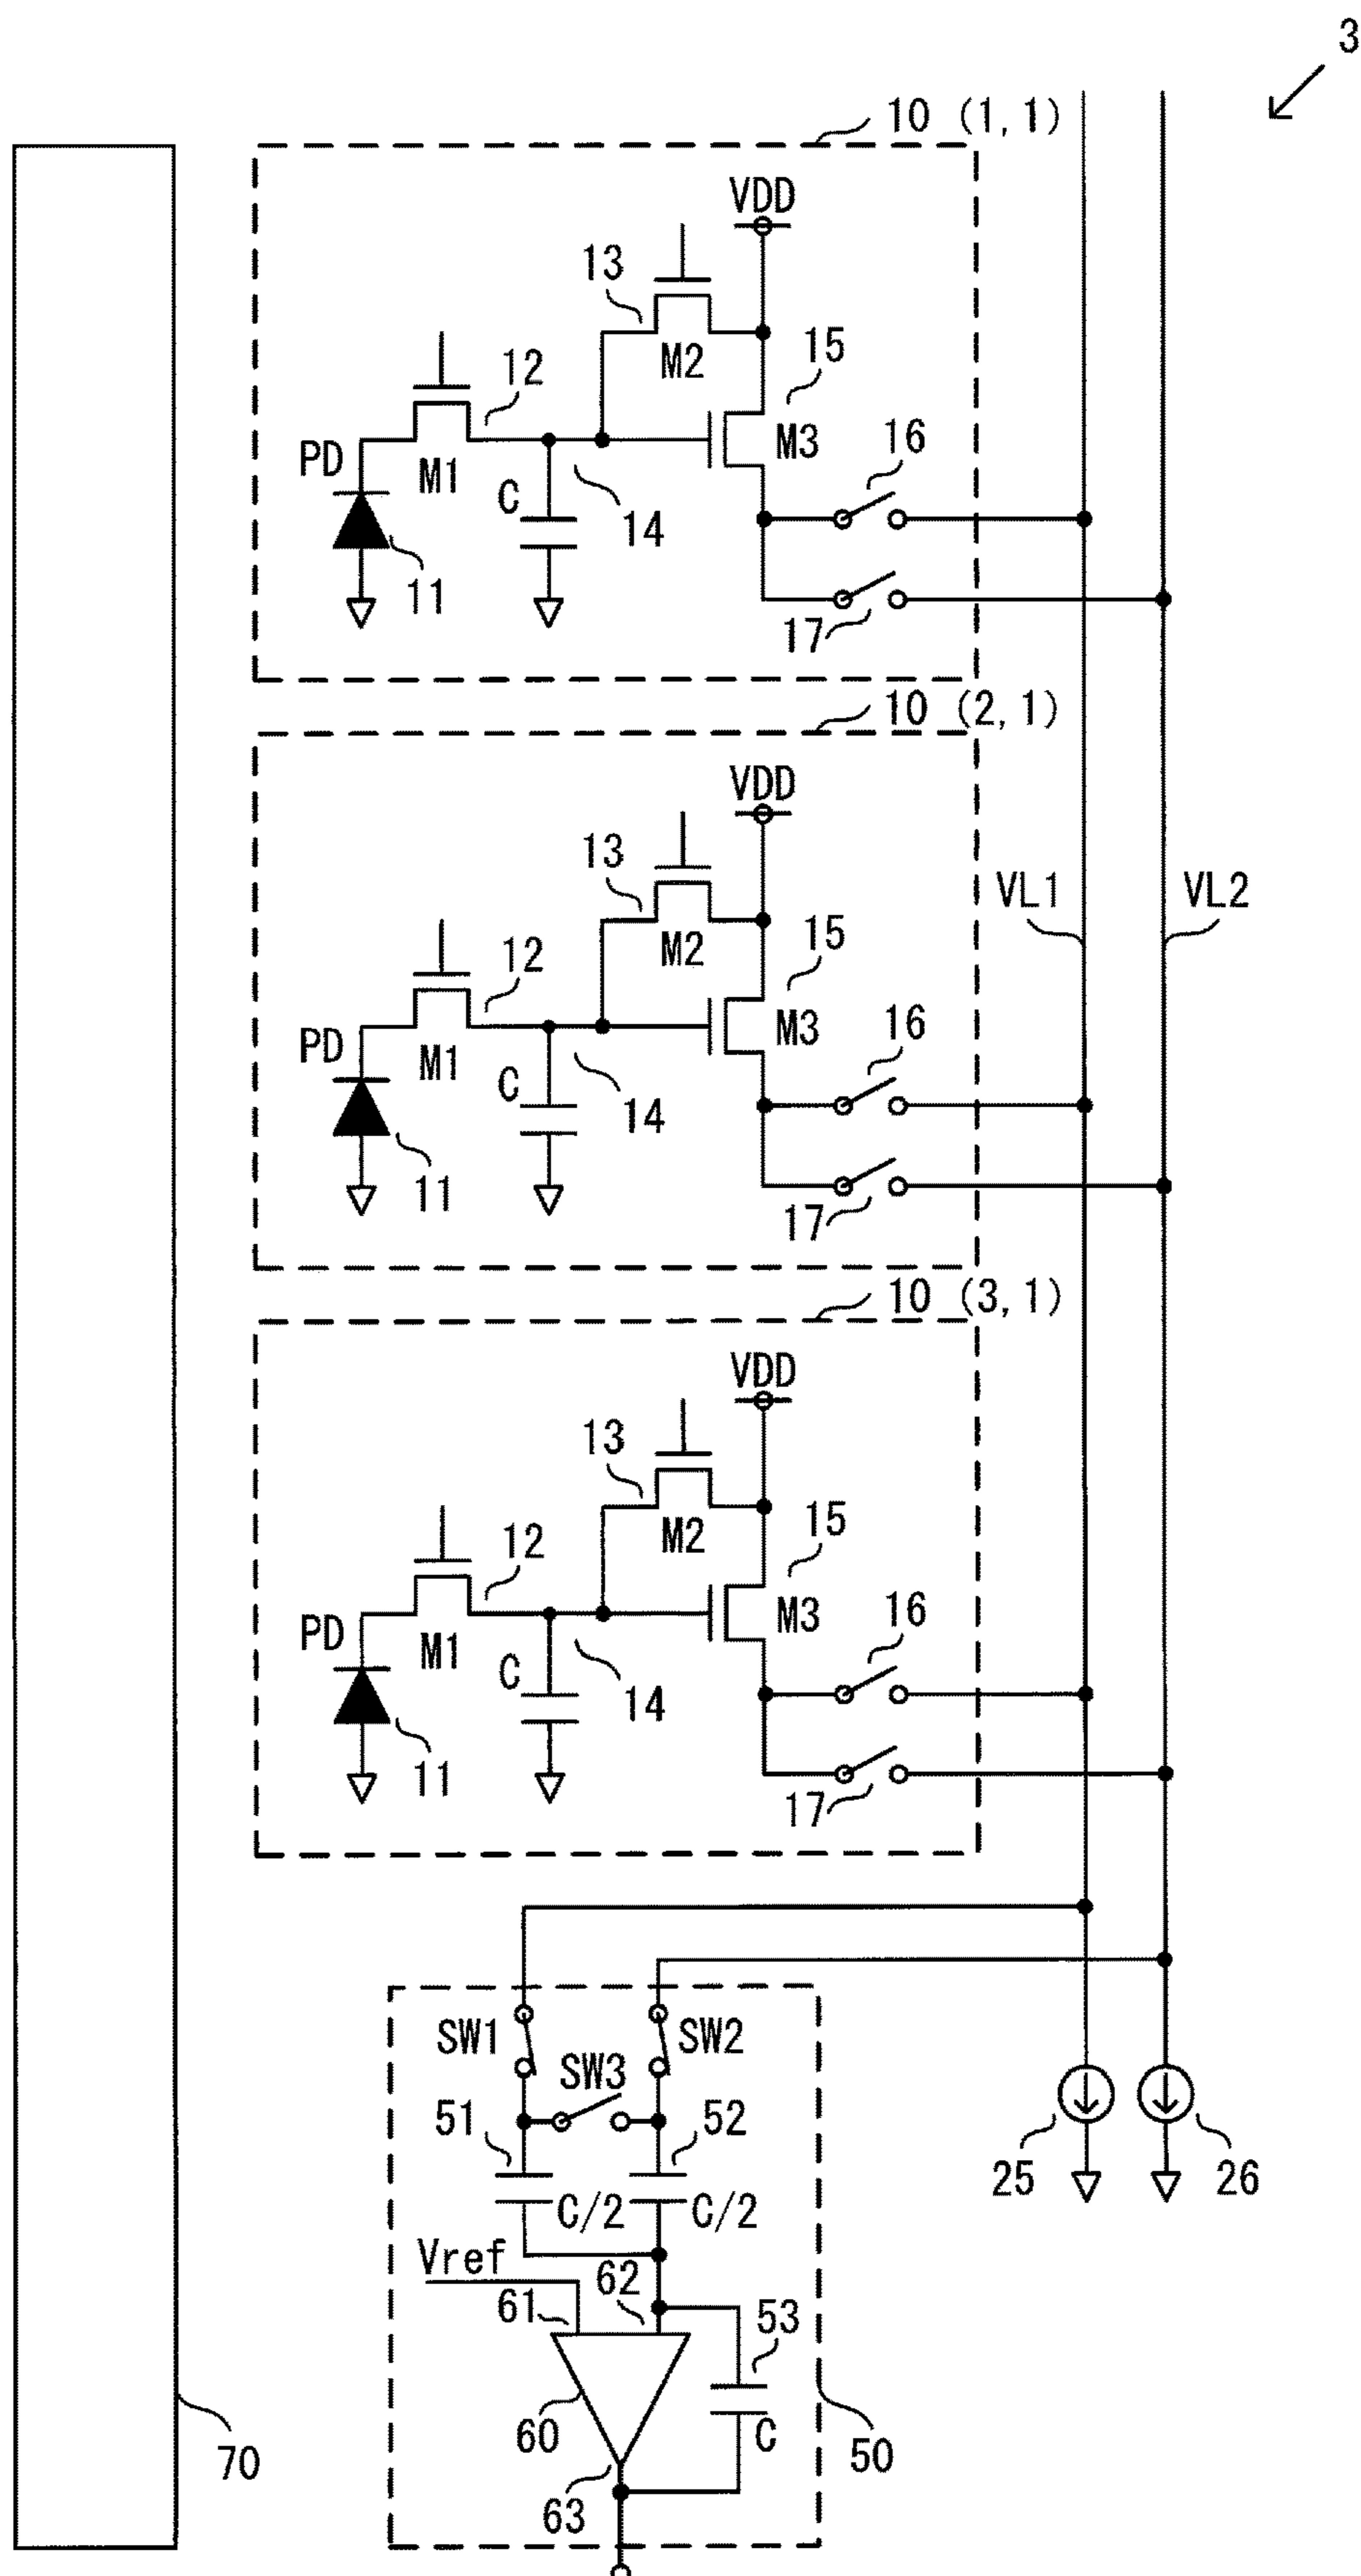 3
10 (1,1)
VDD
13
M2
15
12
M3
16
PD
M1
C
14
11
17
10 (2,1)
VDD
13
VL1
VL2
M2
15
12
M3
16
PD
M1
C
14
11
17
10 (3,1)
VDD
13
M2
15
12
M3
16
PD
M1
C
14
11
17
SW1
SW2
SW3
51
52
25
26
C/2
C/2
Vref
62
61
53
60
C
50
70
63